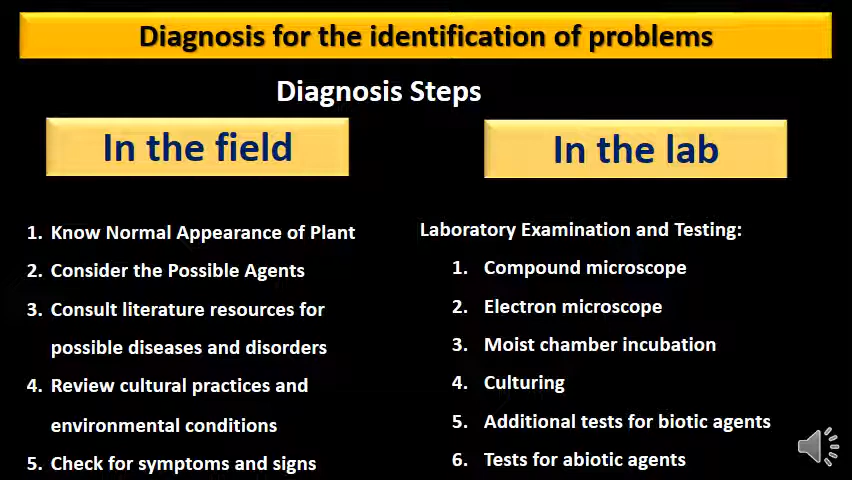 Diagnosis for the identification of problems
Diagnosis Steps
In the field
1. Know Normal Appearance of Plant
2. Consider the Possible Agents
3. Consult literature resources for
possible diseases and disorders
4. Review cultural practices and
environmental conditions
5. Check for symptoms and signs
In the lab
Laboratory Examination and Testing:
1. Compound microscope
2. Electron microscope
3. Moist chamber incubation
4. Culturing
5. Additional tests for biotic agents
6. Tests for abiotic agents